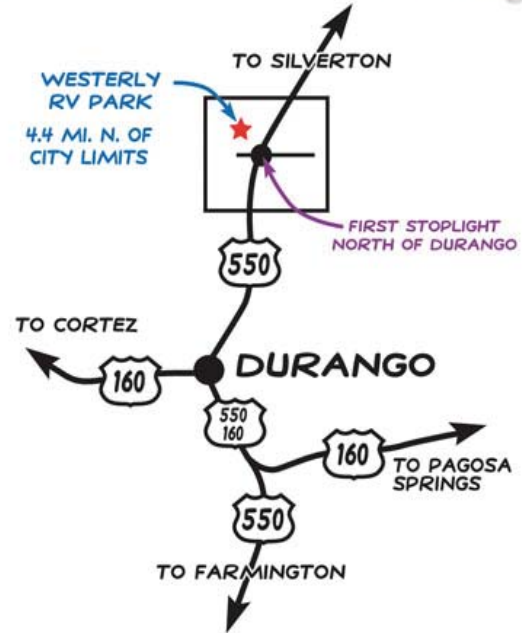 TO SILVERTON
WESTERLY
RV PARK
4.4 MI. N. OF
CITY LIMITS
FIRST STOPLIGHT
NORTH OF DURANGO
550
TO CORTEZ
160
DURANGO
550
160
160
TO PAGOSA
SPRINGS
550
TO FARMINGTON